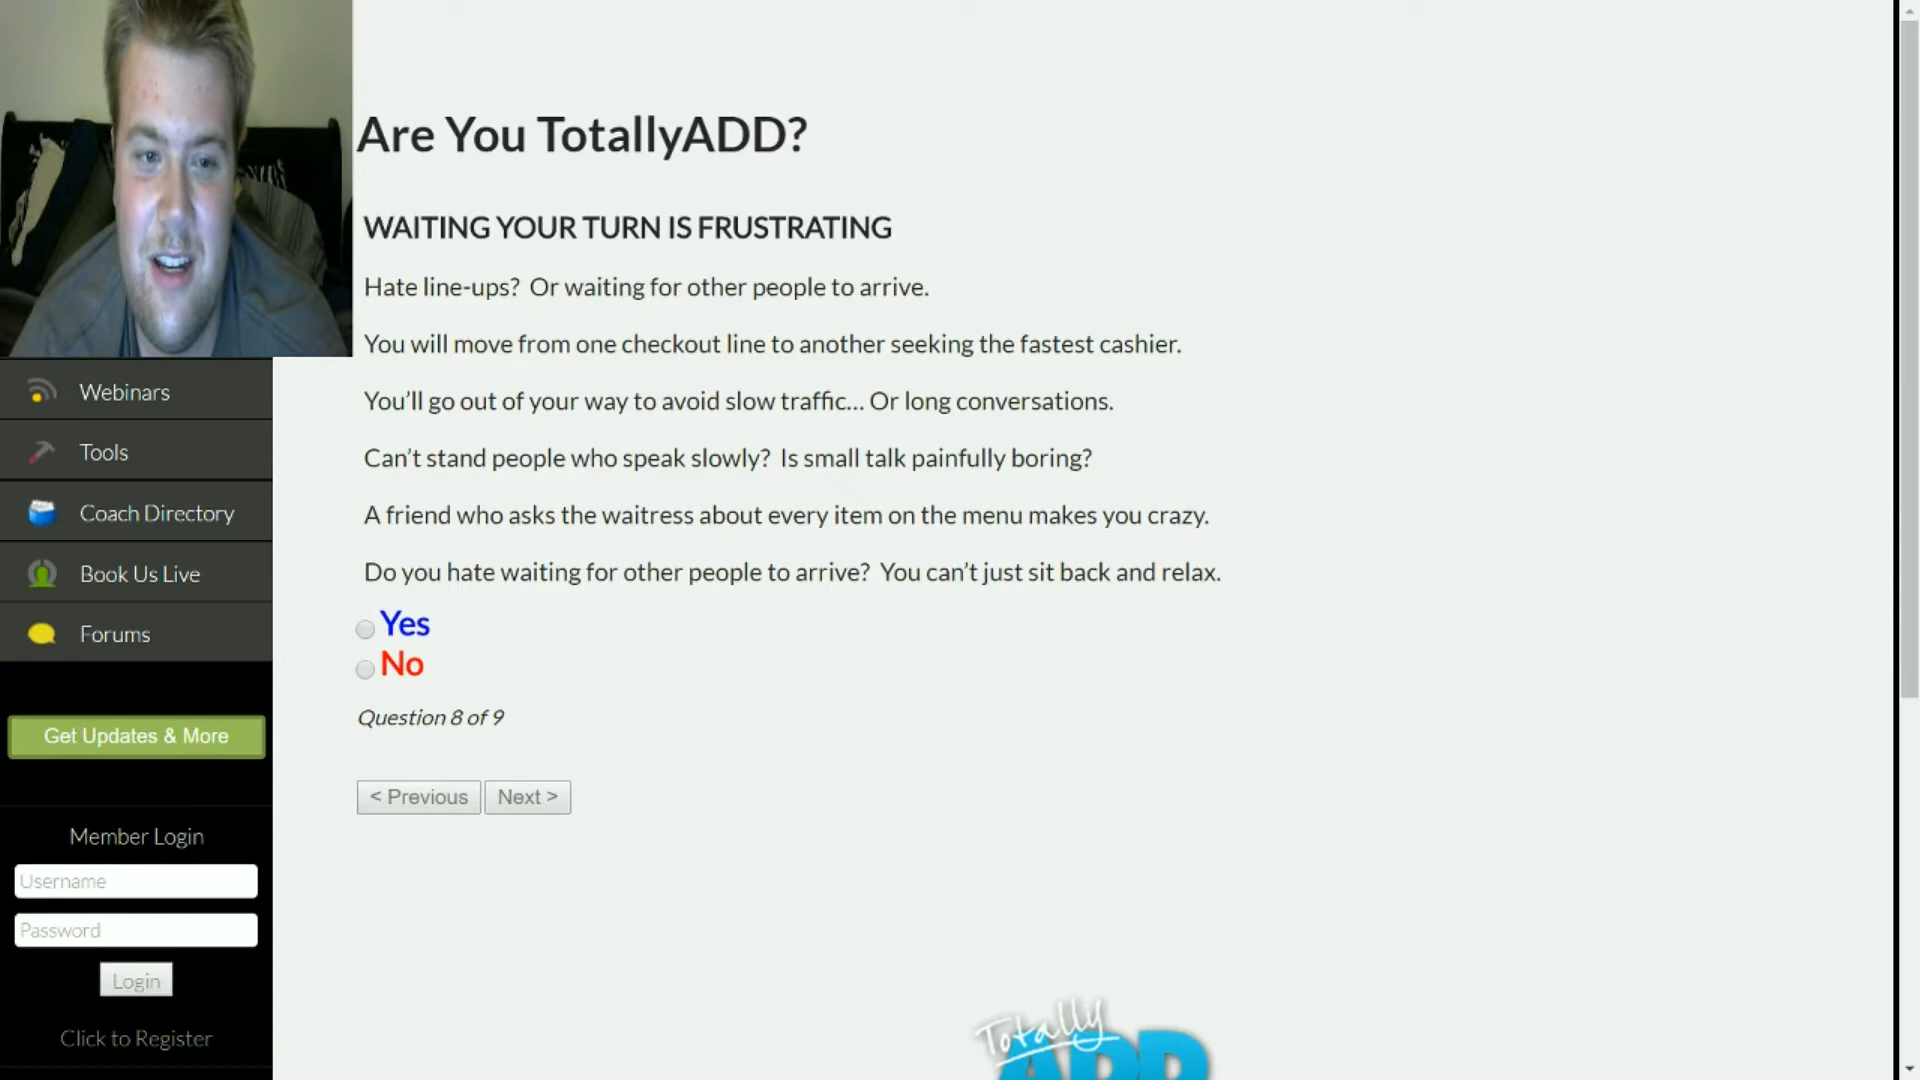 Are You TotallyADD?
WAITING YOUR TURN IS FRUSTRATING
Hate line-ups?  Or waiting for other people to arrive.
You will move from one checkout line to another seeking the fastest cashier.
You’ll go out of your way to avoid slow traffic… Or long conversations.
Can’t stand people who speak slowly?  Is small talk painfully boring?
A friend who asks the waitress about every item on the menu makes you crazy.
Do you hate waiting for other people to arrive?  You can’t just sit back and relax.
Yes
No
Question 8 of 9
< Previous
Next >
Webinars
Tools
Coach Directory
Book Us Live
Forums
Get Updates & More
Member Login
Username
Password
Login
Click to Register
Totally
ADD